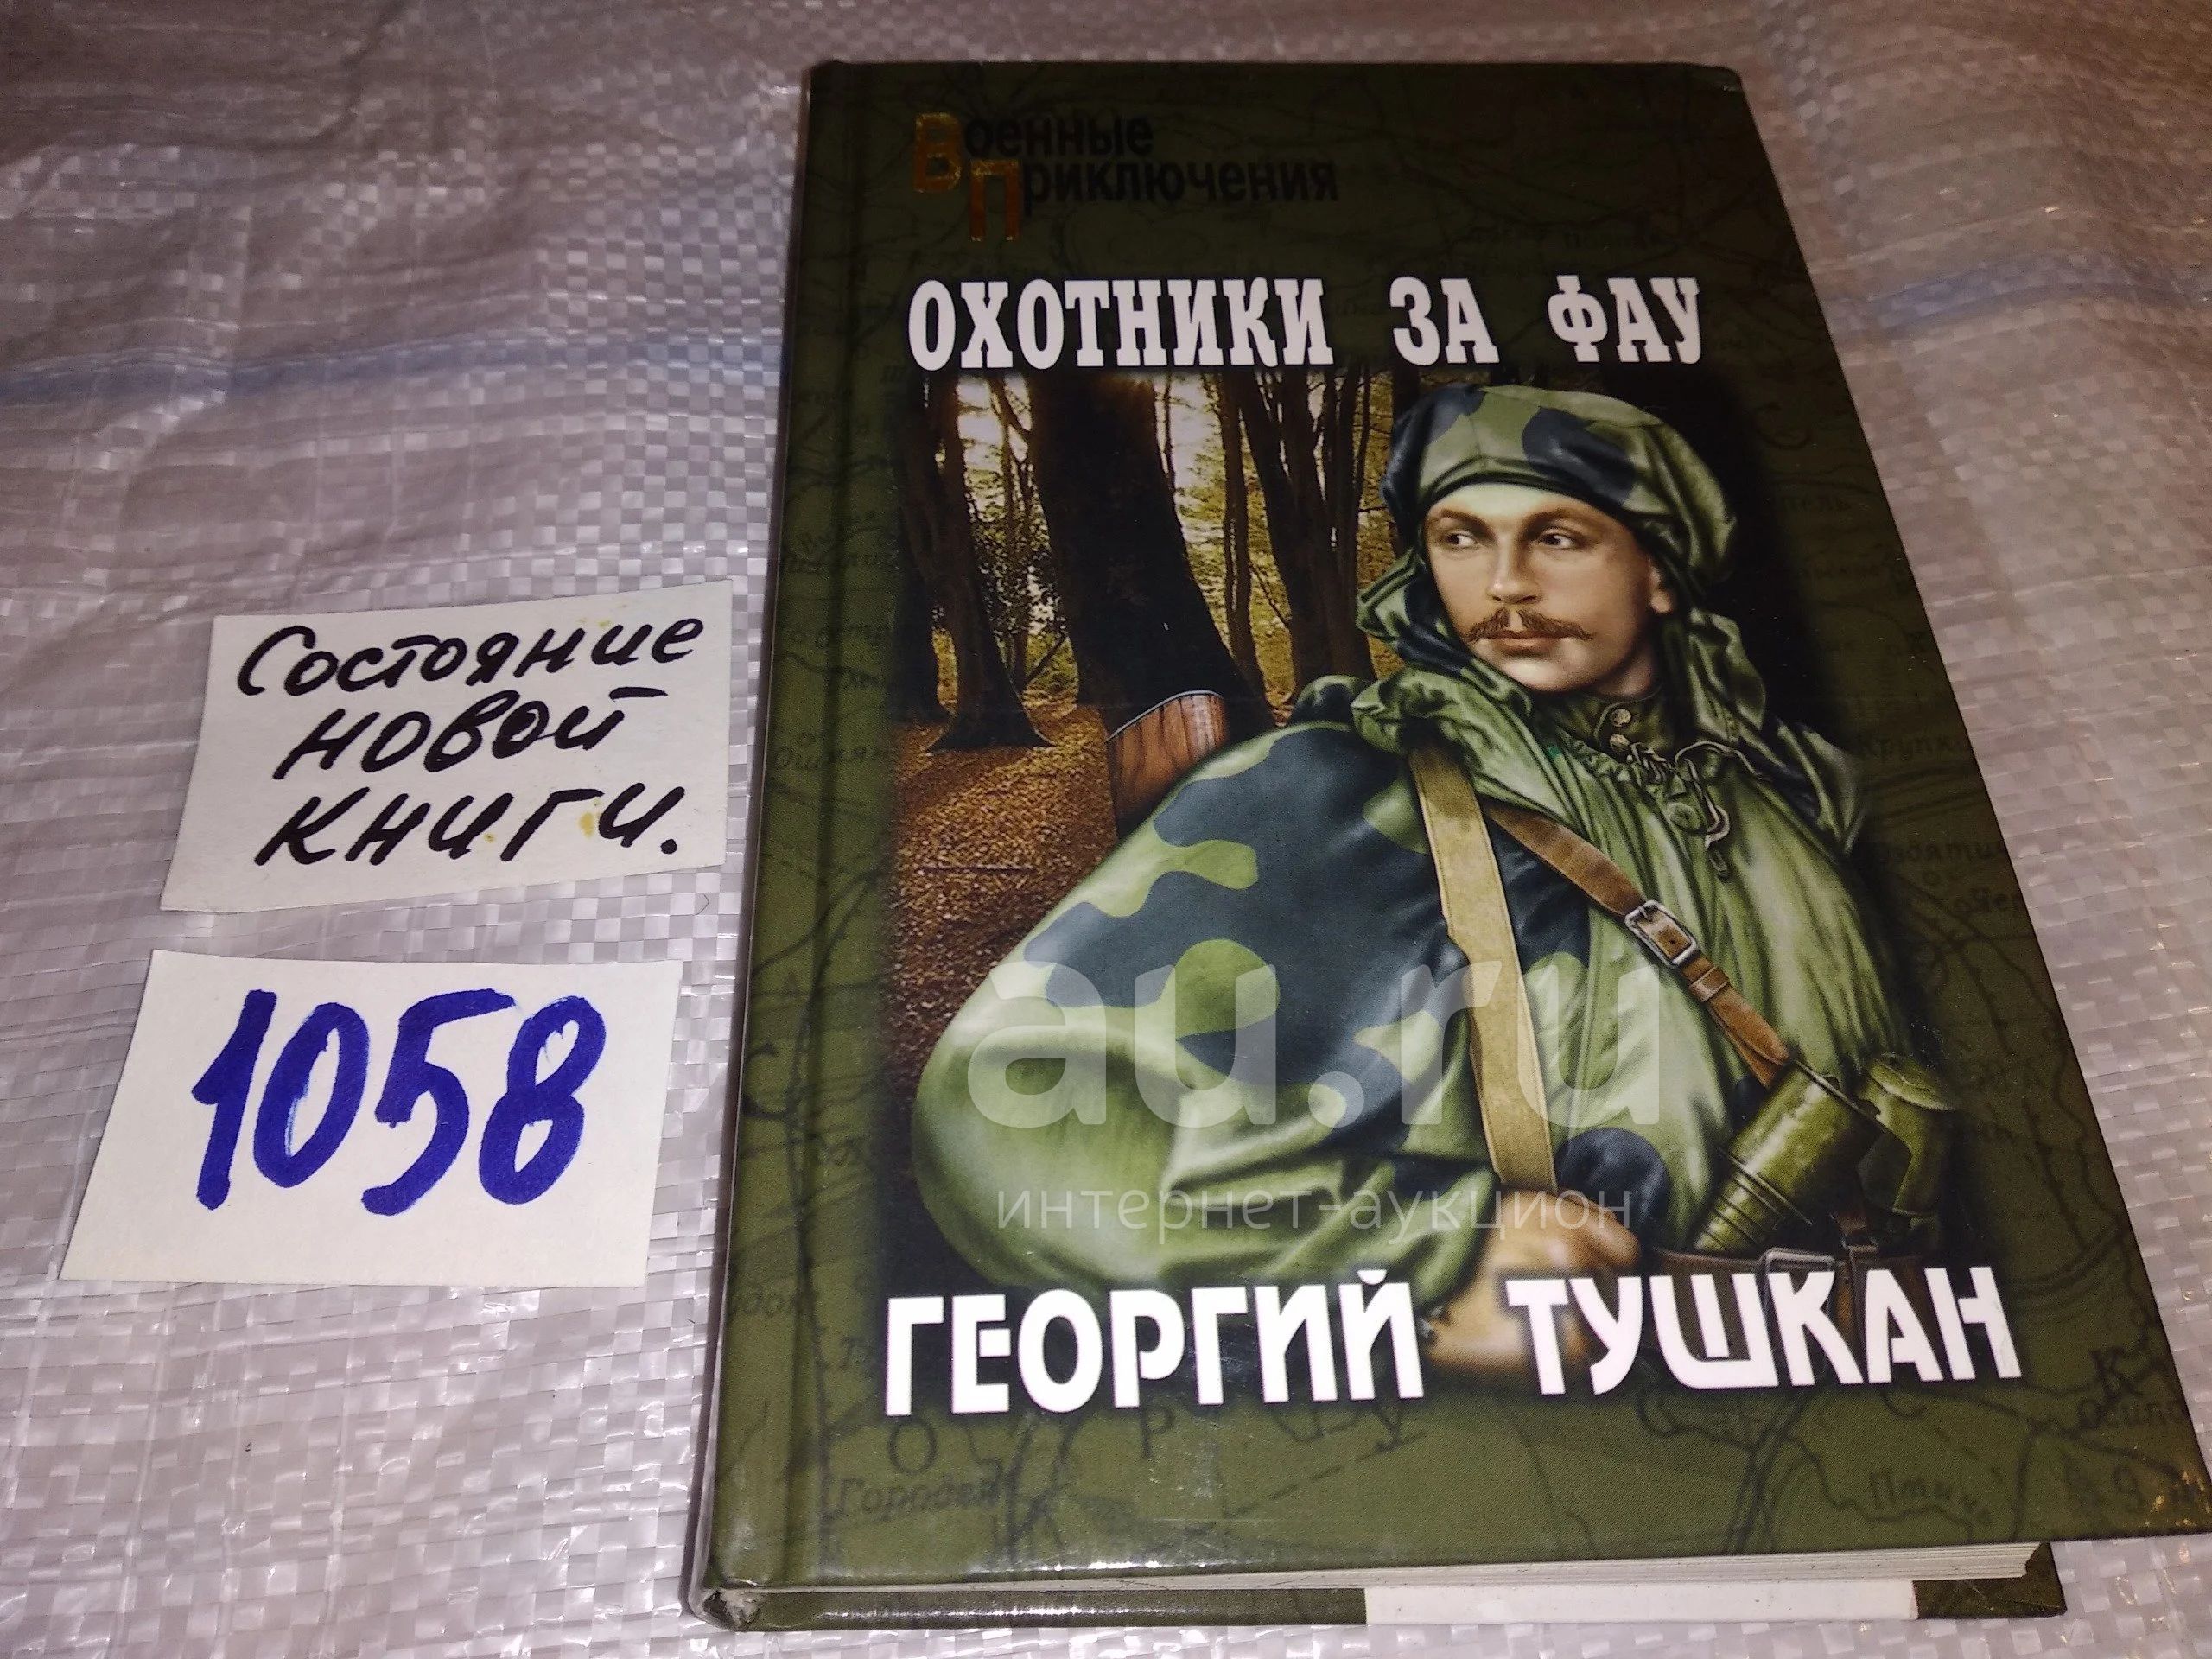 Военные
Приключения
ОХОТНИКИ ЗА ФАУ
Состояние
новой
книги.
1058
au.ru
интернет-аукцион
ГЕОРГИЙ ТУШКАН